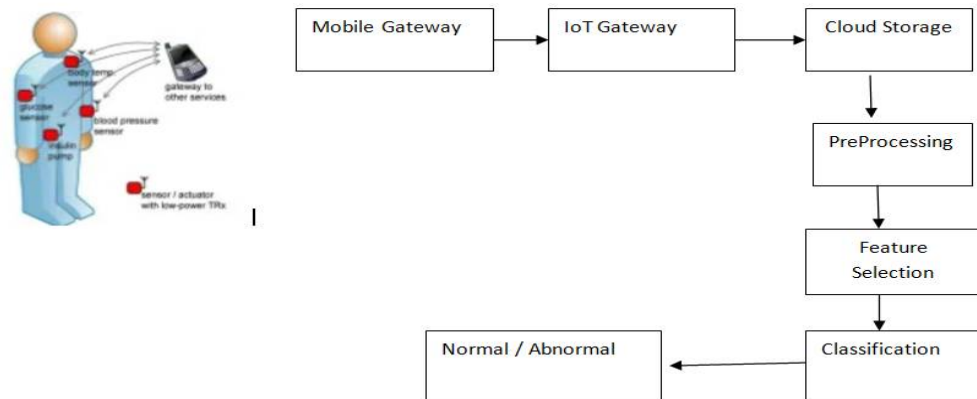 body temp.
sensor
glucose
sensor
blood pressure
sensor
insulin
pump
gateway to
other services
sensor / actuator
with low-power TRx
Mobile Gateway
IoT Gateway
Cloud Storage
PreProcessing
Feature
Selection
Classification
Normal / Abnormal